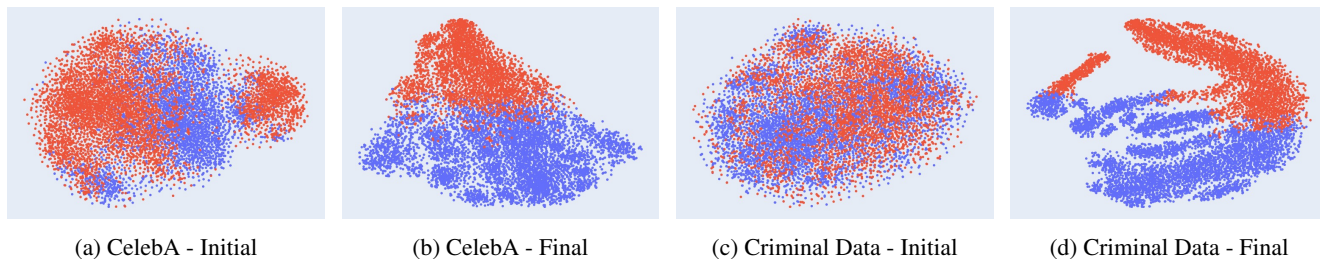 (a) CelebA - Initial
(b) CelebA - Final
(c) Criminal Data - Initial
(d) Criminal Data - Final